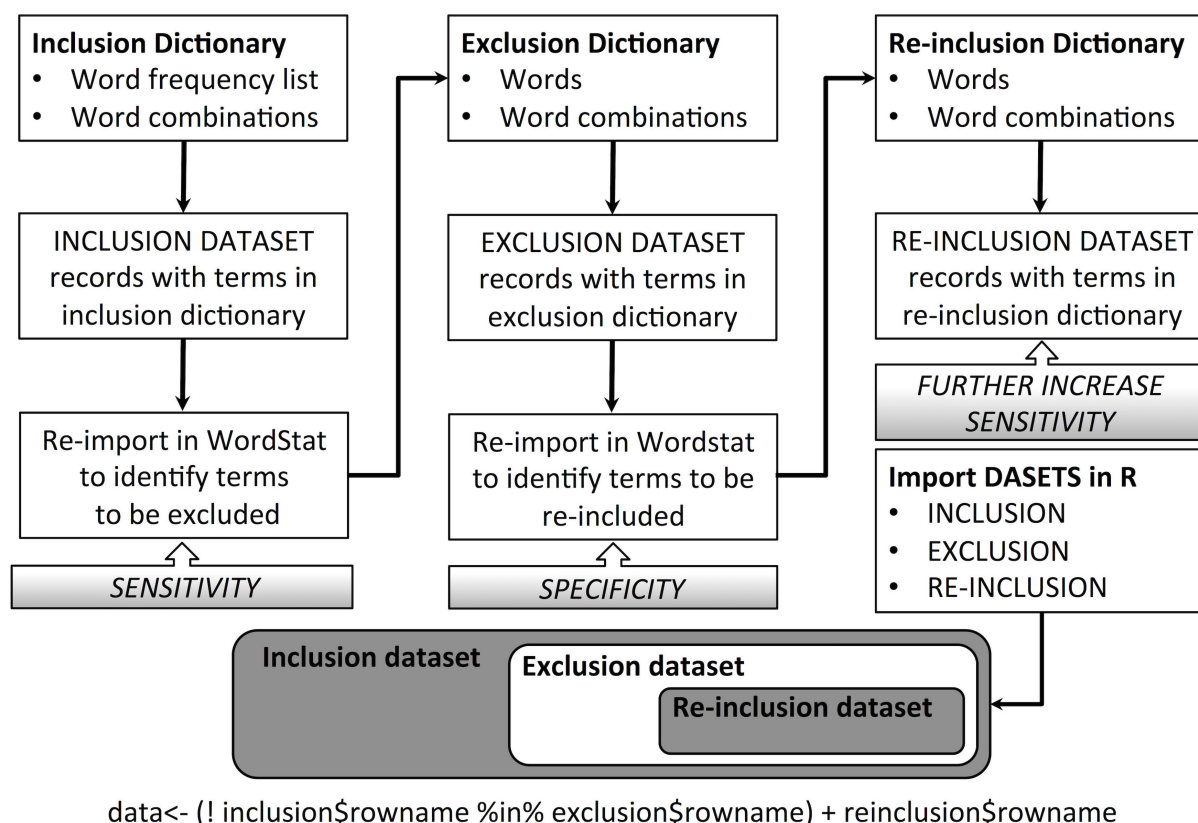 Inclusion Dictionary
• Word frequency list
• Word combinations
INCLUSION DATASET
records with terms in
inclusion dictionary
Re-import in WordStat
to identify terms
to be excluded
SENSITIVITY
Exclusion Dictionary
• Words
• Word combinations
EXCLUSION DATASET
records with terms in
exclusion dictionary
Re-import in Wordstat
to identify terms to be
re-included
SPECIFICITY
Re-inclusion Dictionary
• Words
• Word combinations
RE-INCLUSION DATASET
records with terms in
re-inclusion dictionary
FURTHER INCREASE
SENSITIVITY
Import DASETS in R
• INCLUSION
• EXCLUSION
• RE-INCLUSION
Inclusion dataset
Exclusion dataset
Re-inclusion dataset
data<- (! inclusion$rowname %in% exclusion$rowname) + reinclusion$rowname